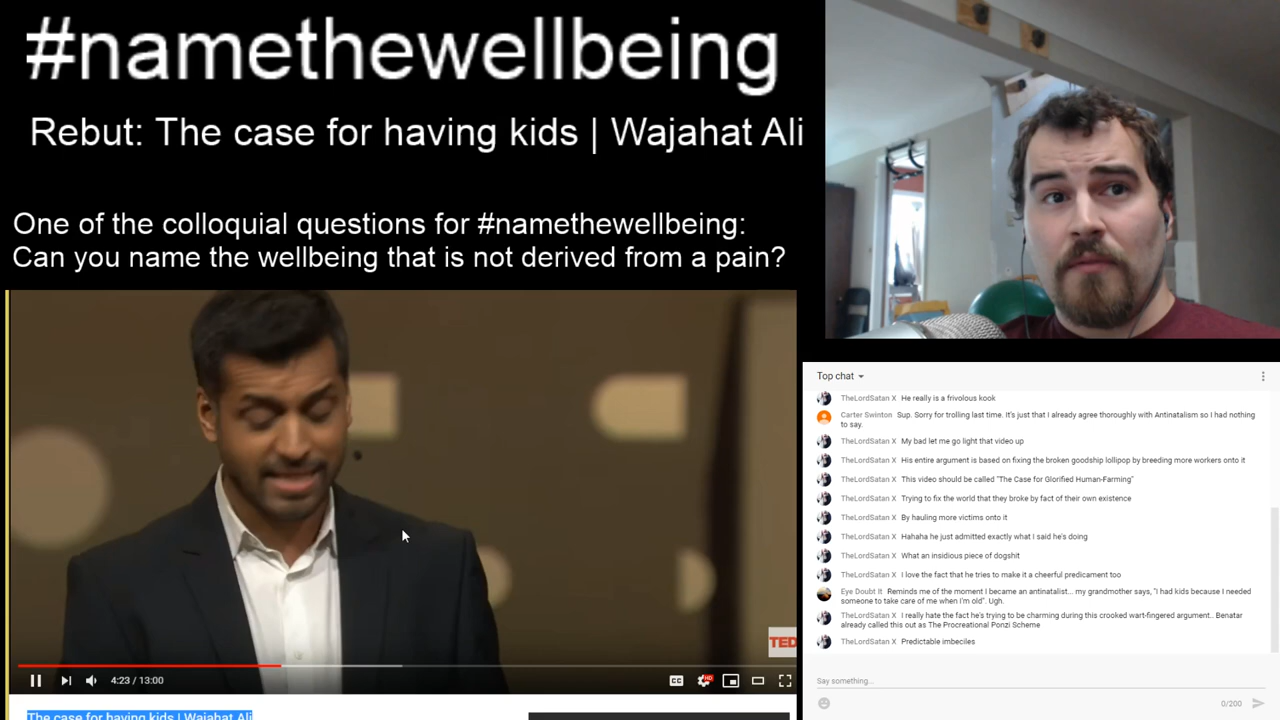 #namethewellbeing
Rebut: The case for having kids | Wajahat Ali
One of the colloquial questions for #namethewellbeing:
Can you name the wellbeing that is not derived from a pain?
TED
4:23 / 13:00
CC
HD
The case for having kids | Wajahat Ali
Top chat
TheLordSatan X He really is a frivolous kook
Carter Swinton Sup. Sorry for trolling last time. It's just that I already agree thoroughly with Antinatalism so I had nothing
to say.
TheLordSatan X My bad let me go light that video up
TheLordSatan X His entire argument is based on fixing the broken goodship lollipop by breeding more workers onto it
TheLordSatan X This video should be called "The Case for Glorified Human-Farming"
TheLordSatan X Trying to fix the world that they broke by fact of their own existence
TheLordSatan X By hauling more victims onto it
TheLordSatan X Hahaha he just admitted exactly what I said he's doing
TheLordSatan X What an insidious piece of dogshit
TheLordSatan X I love the fact that he tries to make it a cheerful predicament too
Eye Doubt It Reminds me of the moment I became an antinatalist... my grandmother says, "I had kids because I needed
someone to take care of me when i'm old". Ugh.
TheLordSatan X I really hate the fact he's trying to be charming during this crooked wart-fingered argument.. Benatar
already called this out as The Procreational Ponzi Scheme
TheLordSatan X Predictable imbeciles
Say something...
0/200